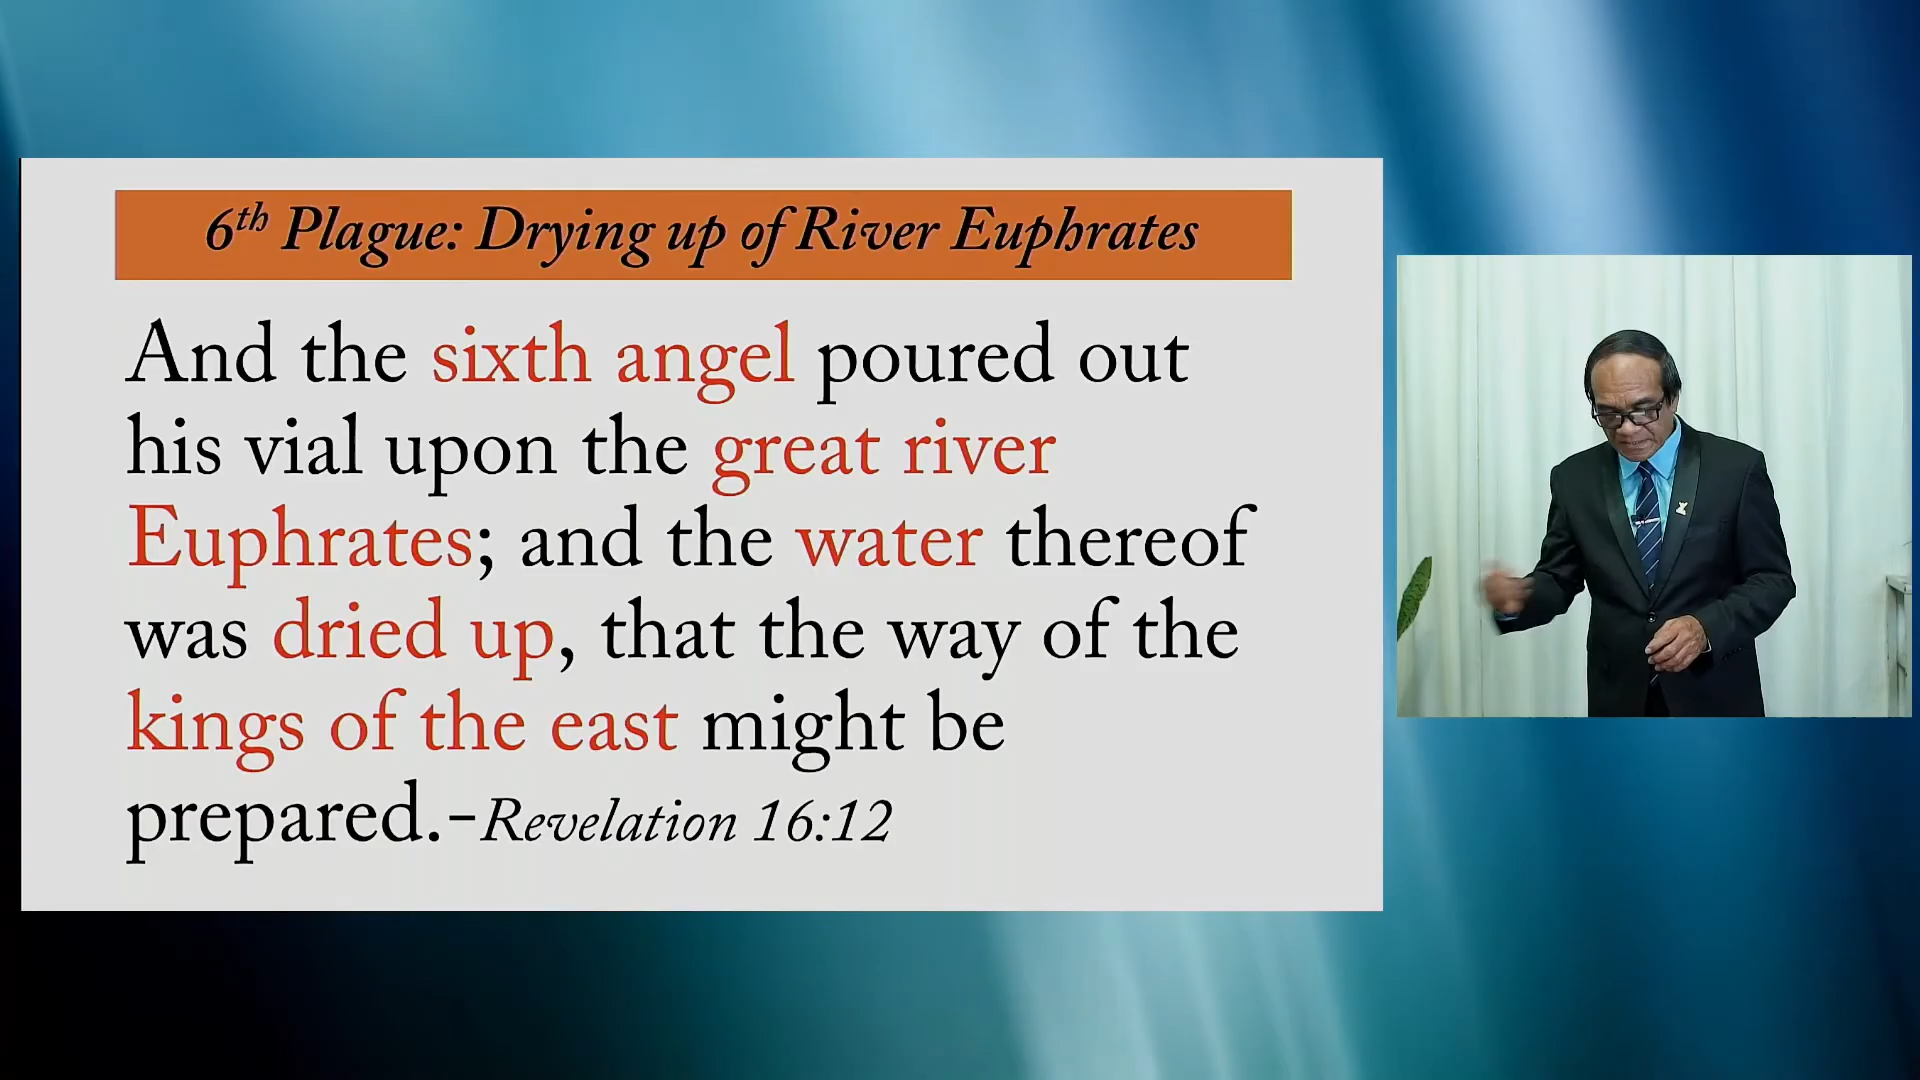 6th Plague: Drying up of River Euphrates
And the sixth angel poured out
his vial upon the great river
Euphrates; and the water thereof
was dried up, that the way of the
kings of the east might be
prepared.-Revelation 16:12